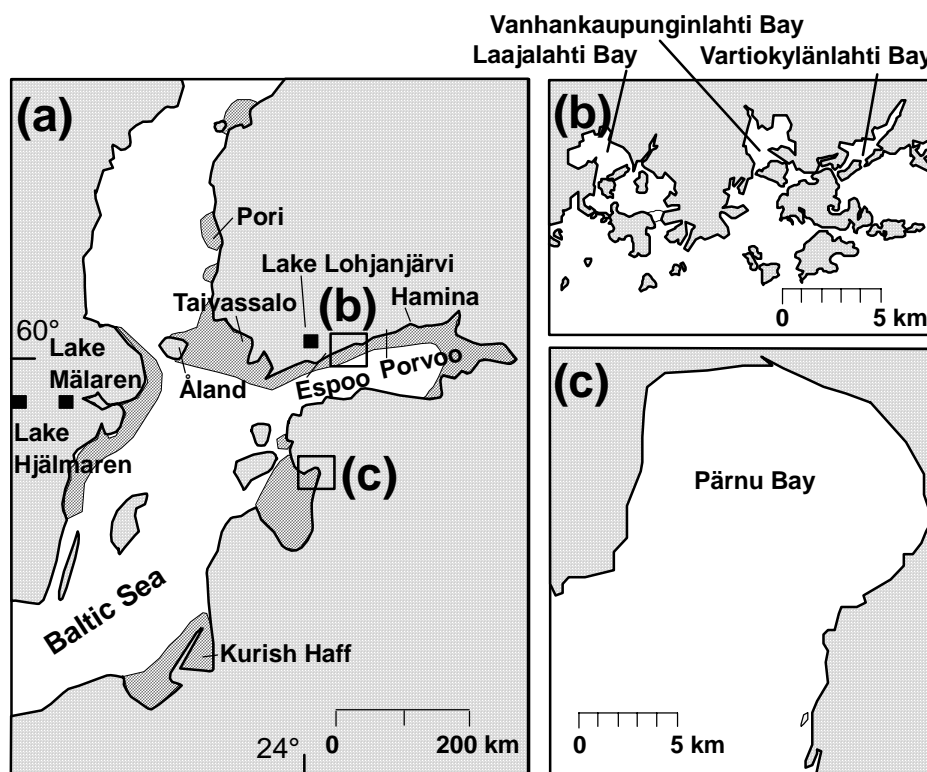 Vanhankaupunginlahti Bay
Laajalahti Bay
Vartiokylänlahti Bay
(a)
Pori
Lake Lohjanjärvi
Taivassalo
(b)
Hamina
60°
Lake
Mälaren
Åland
Espoo
Porvoo
Lake
Hjälmaren
(c)
Baltic Sea
Kurish Haff
24°
0
200 km
(b)
0
5 km
(c)
Pärnu Bay
0
5 km